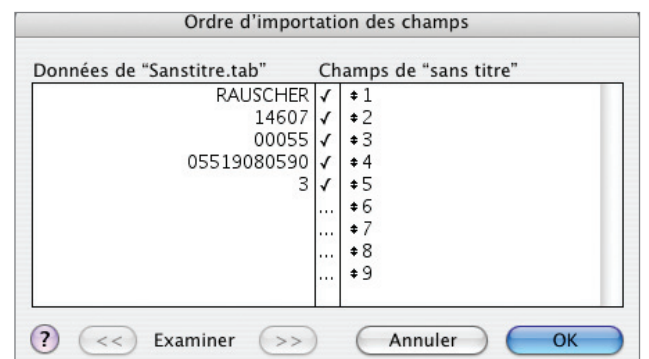 Ordre d’importation des champs
Données de “Sanstitre.tab” Champs de “sans titre”
RAUSCHER ✓ 1
14607 ✓ 2
00055 ✓ 3
05519080590 ✓ 4
3 ✓ 5
... 6
... 7
... 8
... 9
? << Examiner >> Annuler OK